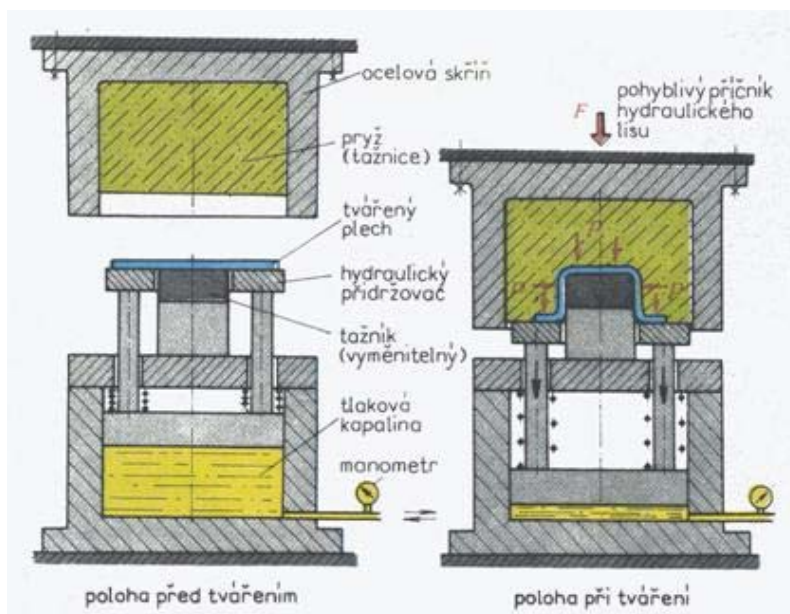 ocelová skříň
pryž
(tažnice)
tvářený
plech
hydraulický
přidržovač
tažník
(vyměnitelný)
tlaková
kapalina
manometr
poloha před tvářením
F
pohyblivý příčník
hydraulického
lisu
p
p
p
poloha při tváření